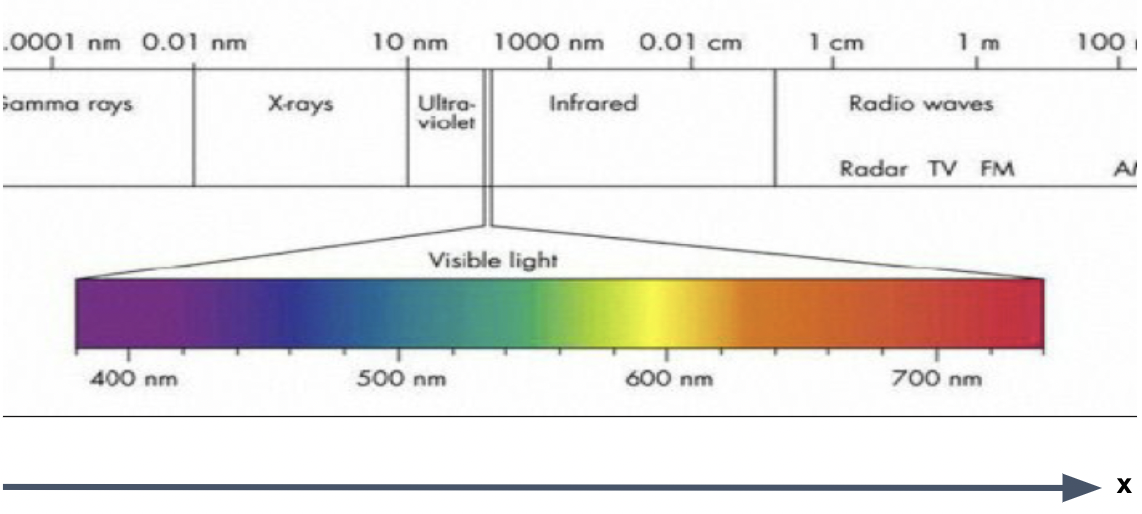 .0001 nm 0.01 nm 10 nm 1000 nm 0.01 cm 1 cm 1 m 100
Gamma rays X-rays Ultra-
violet Infrared Radio waves
Radar TV FM AM
Visible light
400 nm 500 nm 600 nm 700 nm
x